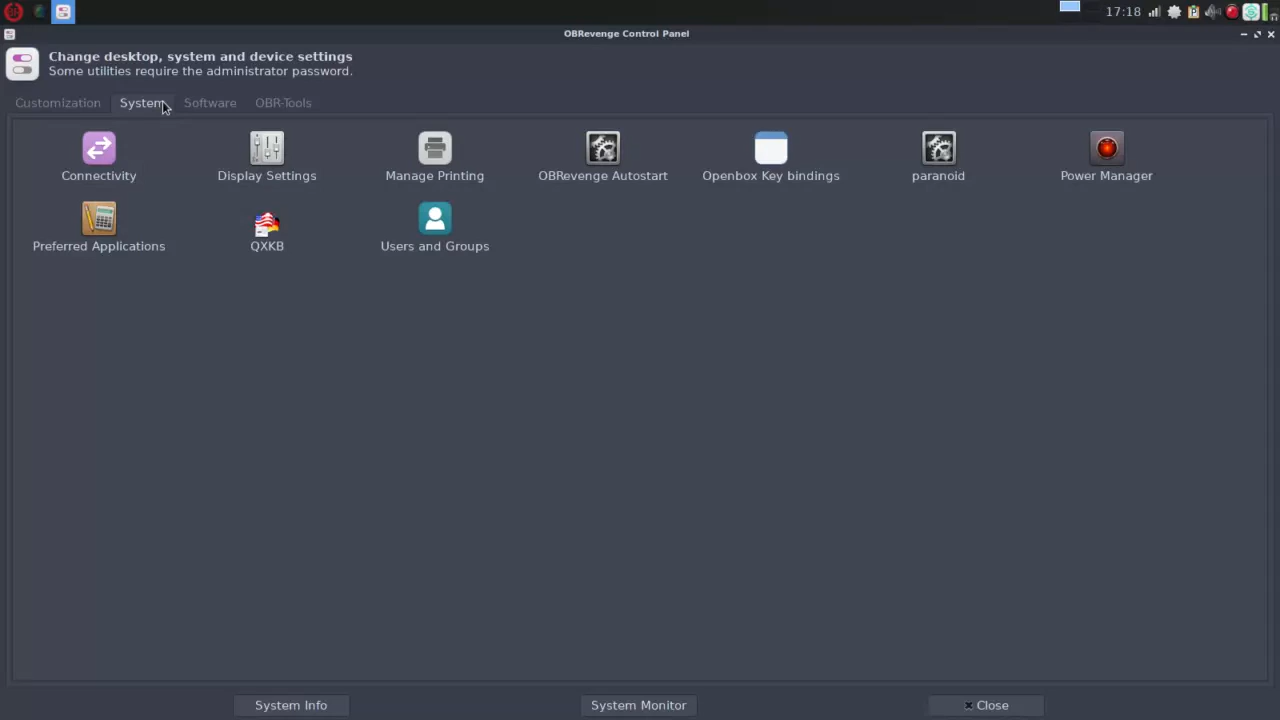 17:18
OBRevenge Control Panel
Change desktop, system and device settings
Some utilities require the administrator password.
Customization System Software OBR-Tools
Connectivity Display Settings Manage Printing OBRevenge Autostart Openbox Key bindings paranoid Power Manager
Preferred Applications QXKB Users and Groups
System Info System Monitor Close